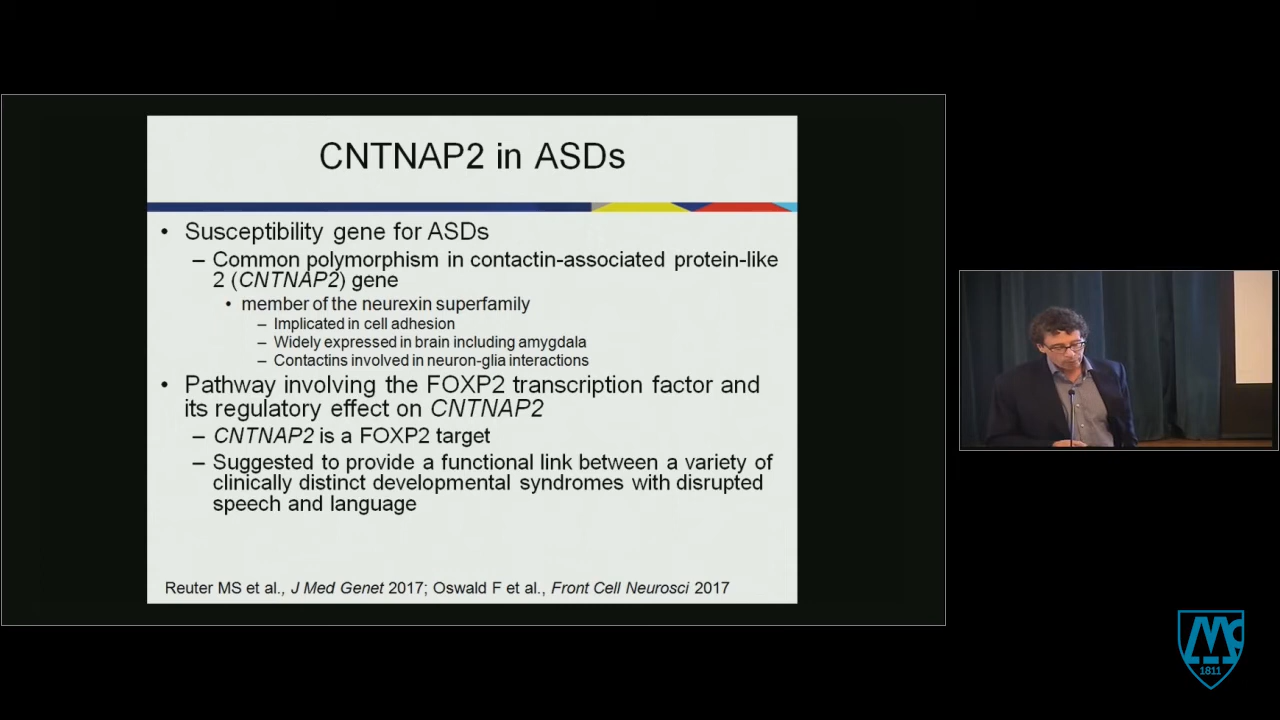 CNTNAP2 in ASDs
• Susceptibility gene for ASDs
– Common polymorphism in contactin-associated protein-like
2 (CNTNAP2) gene
• member of the neurexin superfamily
– Implicated in cell adhesion
– Widely expressed in brain including amygdala
– Contactins involved in neuron-glia interactions
• Pathway involving the FOXP2 transcription factor and
its regulatory effect on CNTNAP2
– CNTNAP2 is a FOXP2 target
– Suggested to provide a functional link between a variety of
clinically distinct developmental syndromes with disrupted
speech and language
Reuter MS et al., J Med Genet 2017; Oswald F et al., Front Cell Neurosci 2017
Mc
1811